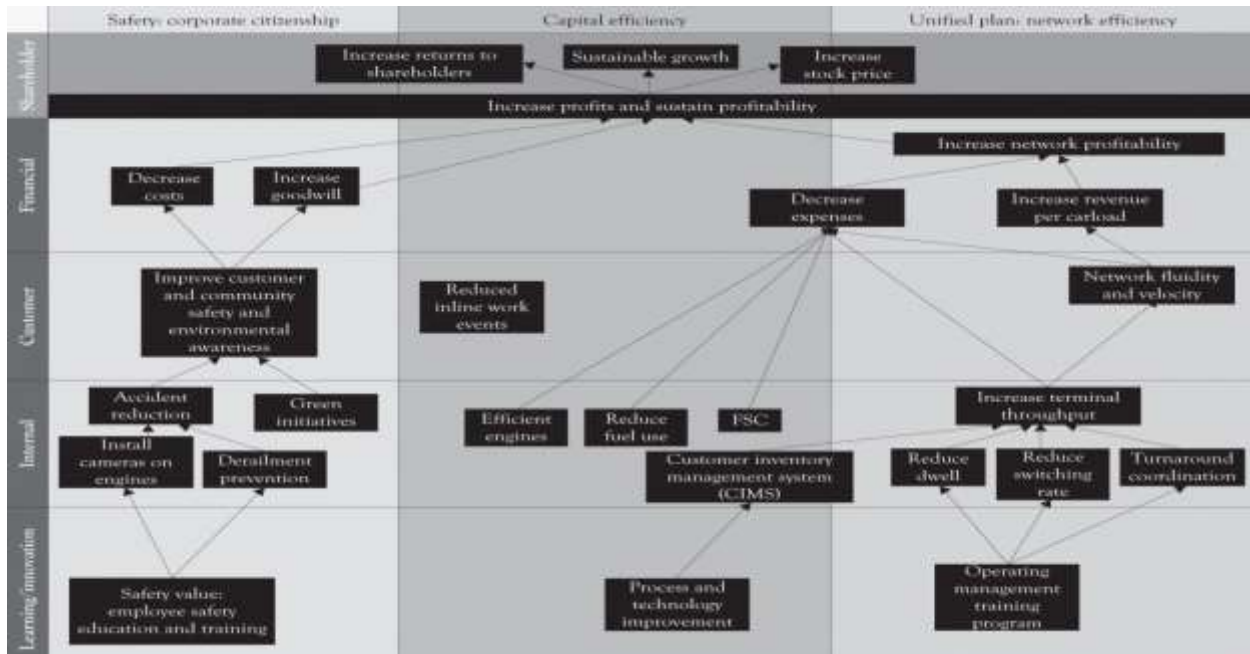 Safety: corporate citizenship
Capital efficiency
Unified plan: network efficiency
Shareholder
Increase returns to
shareholders
Sustainable growth
Increase
stock price
Increase profits and sustain profitability
Financial
Decrease
costs
Increase
goodwill
Increase network profitability
Decrease
expenses
Increase revenue
per carload
Customer
Improve customer
and community
safety and
environmental
awareness
Reduced
inline work
events
Network fluidity
and velocity
Internal
Accident
reduction
Green
initiatives
Install
cameras on
engines
Derailment
prevention
Efficient
engines
Reduce
fuel use
FSC
Customer inventory
management system
(CIMS)
Increase terminal
throughput
Reduce
dwell
Reduce
switching
rate
Turnaround
coordination
Learning/innovation
Safety value:
employee safety
education and training
Process and
technology
improvement
Operating
management
training
program